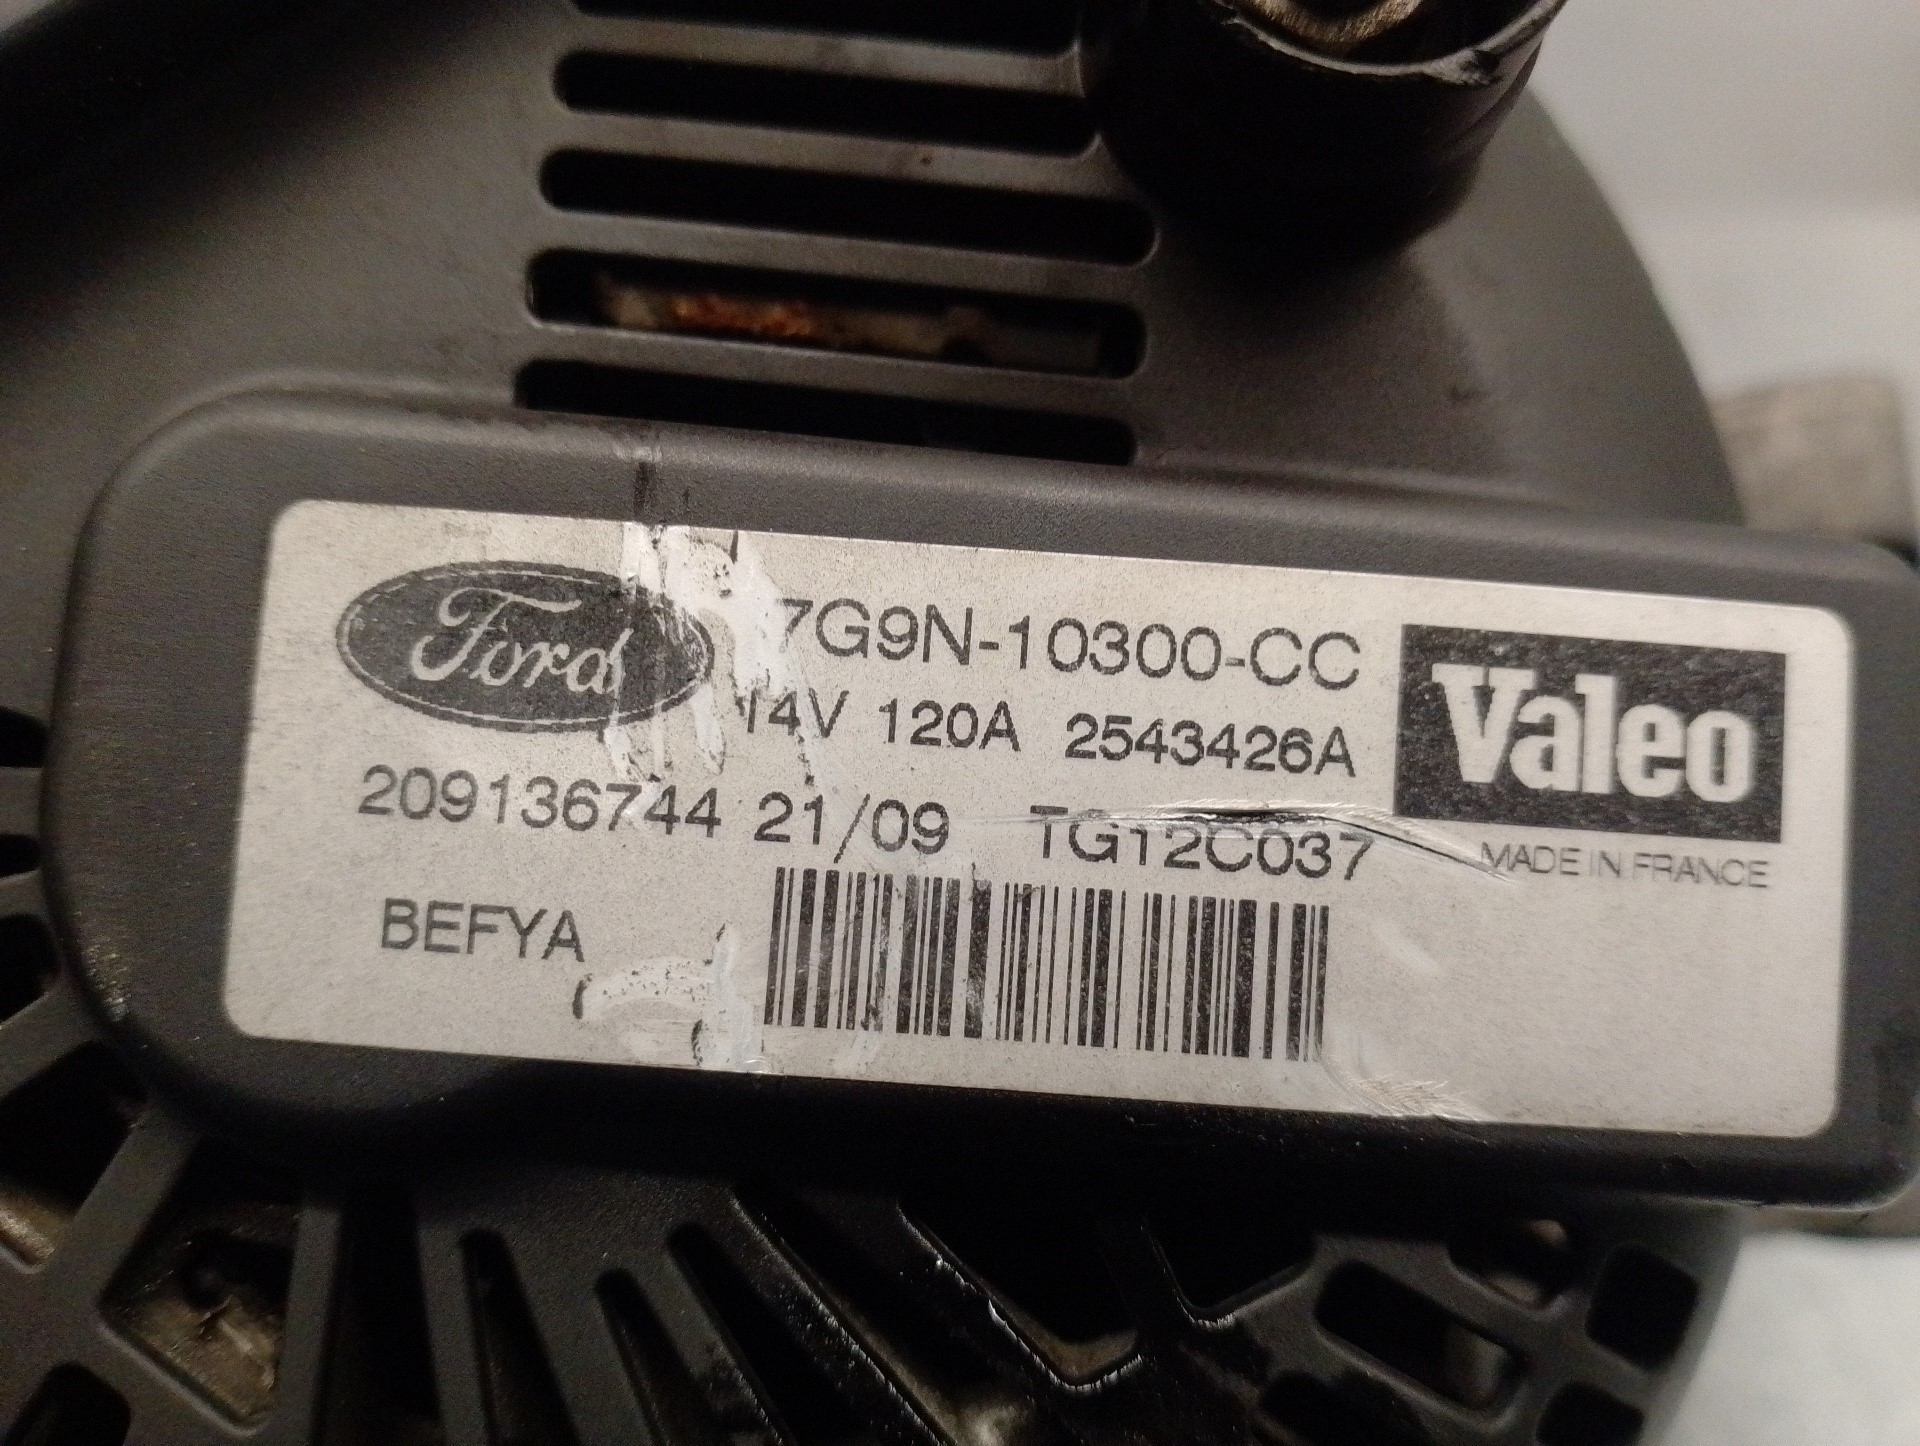 Ford
7G9N-10300-CC
14V 120A 2543426A
Valeo
209136744 21/09 TG12C037
MADE IN FRANCE
BEFYA